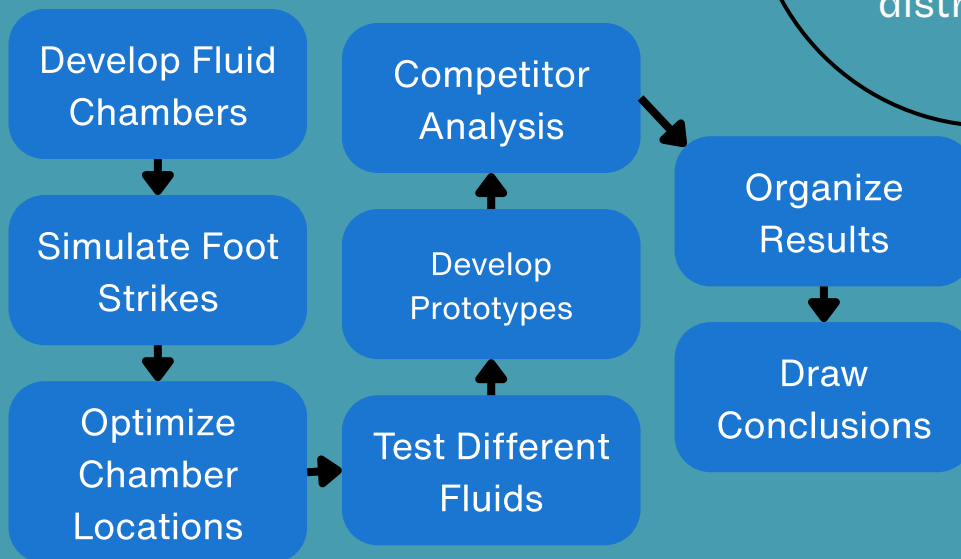 Develop Fluid
Chambers
Simulate Foot
Strikes
Optimize
Chamber
Locations
Test Different
Fluids
Develop
Prototypes
Competitor
Analysis
Organize
Results
Draw
Conclusions